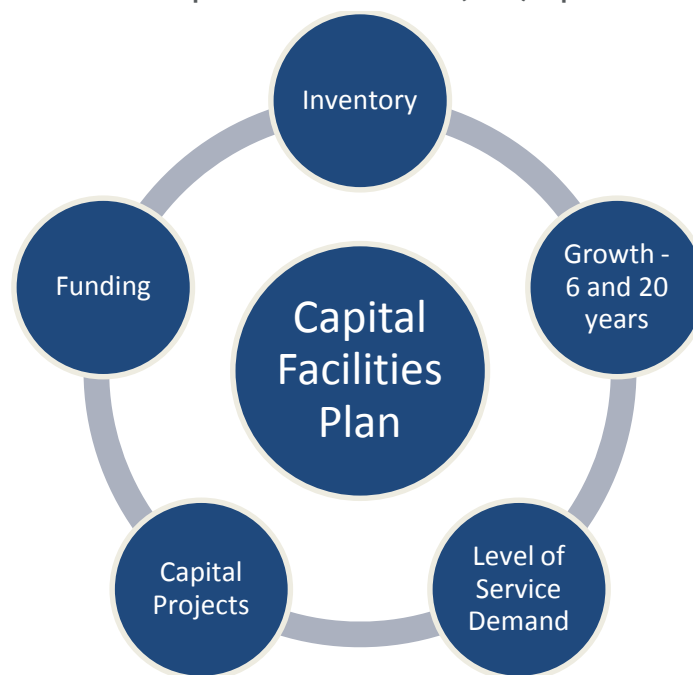 Inventory
Growth -
6 and 20
years
Level of
Service
Demand
Capital
Projects
Funding
Capital
Facilities
Plan